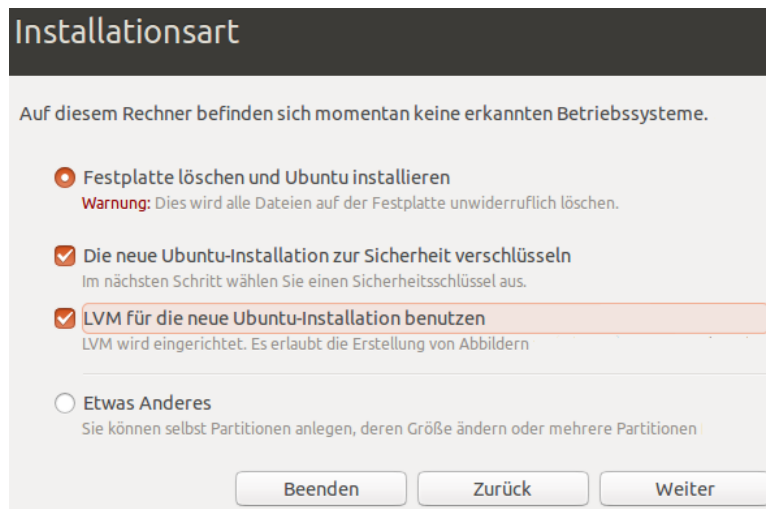 Installationsart
Auf diesem Rechner befinden sich momentan keine erkannten Betriebssysteme.
Festplatte löschen und Ubuntu installieren
Warnung: Dies wird alle Dateien auf der Festplatte unwiderruflich löschen.
Die neue Ubuntu-Installation zur Sicherheit verschlüsseln
Im nächsten Schritt wählen Sie einen Sicherheitsschlüssel aus.
LVM für die neue Ubuntu-Installation benutzen
LVM wird eingerichtet. Es erlaubt die Erstellung von Abbildern
Etwas Anderes
Sie können selbst Partitionen anlegen, deren Größe ändern oder mehrere Partitionen
Beenden Zurück Weiter